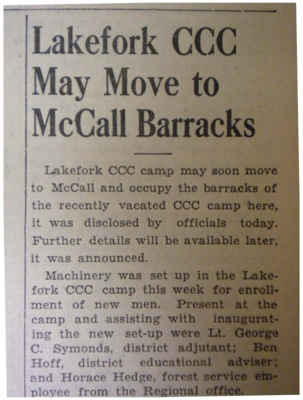 Lakefork CCC
May Move to
McCall Barracks
Lakefork CCC camp may soon move
to McCall and occupy the barracks of
the recently vacated CCC camp here,
it was disclosed by officials today.
Further details will be available later,
it was announced.
Machinery was set up in the Lake-
fork CCC camp this week for enroll-
ment of new men. Present at the
camp and assisting with inaugurat-
ing the new set-up were Lt. George
C. Symonds, district adjutant; Ben
Hoff, district educational adviser;
and Horace Hedge, forest service em-
ployee from the Regional office.